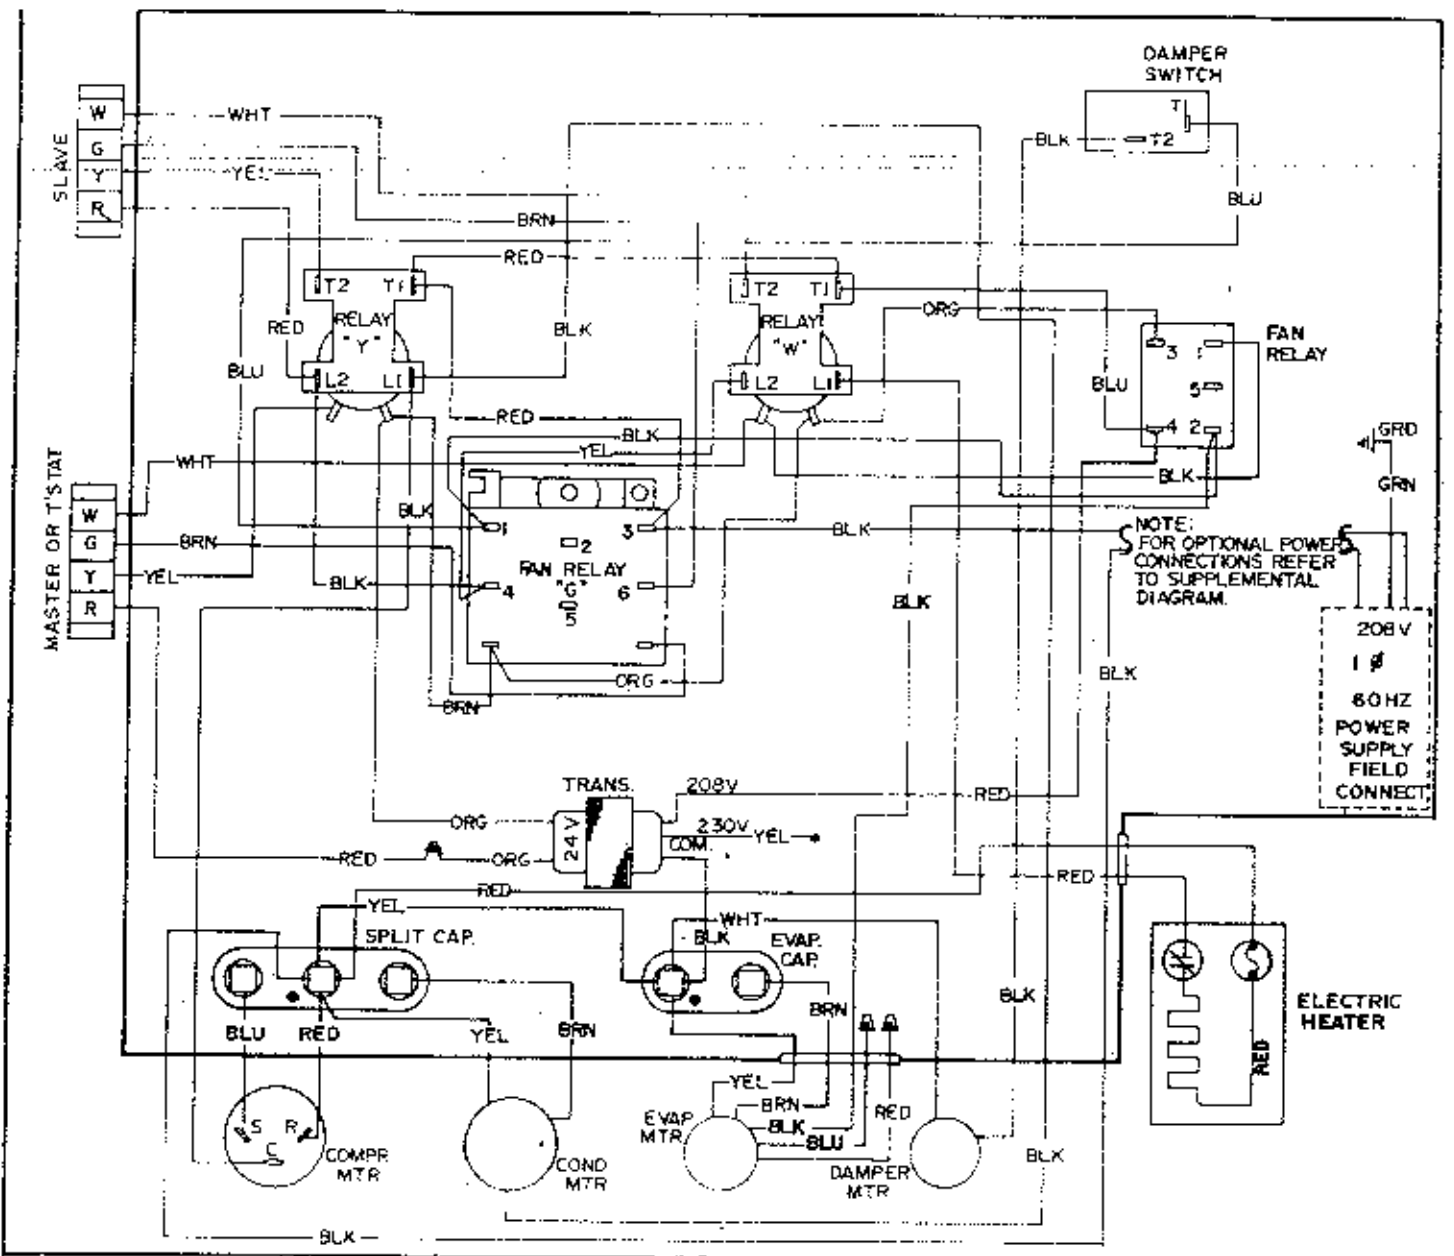 DAMPER
SWITCH
T
BLK
T2
BLU
SLAVE
W
G
Y
R
WHT
YEL
BRN
RED
T2
T1
RELAY
"Y"
L2
L1
RED
BLK
BLU
T2
T1
RELAY
"W"
L2
L1
ORG
3
1
5
4
2
FAN
RELAY
BLU
BLK
GRD
GRN
RED
BLK
YEL
WHT
MASTER OR T'STAT
W
G
Y
R
BRN
YEL
BLK
BLK
1
2
3
FAN RELAY
"G"
4
5
6
ORG
BRN
BLK
BLK
NOTE:
FOR OPTIONAL POWER
CONNECTIONS REFER
TO SUPPLEMENTAL
DIAGRAM.
BLK
208V
1 Ø
60HZ
POWER
SUPPLY
FIELD
CONNECT
TRANS.
24V
208V
230V
COM.
YEL
RED
ORG
RED
ORG
RED
YEL
RED
SPLIT CAP.
WHT
BLK
EVAP.
CAP.
BLU
RED
YEL
BRN
BRN
BLK
ELECTRIC
HEATER
RED
S
R
C
COMPR
MTR
COND
MTR
EVAP
MTR
YEL
BRN
BLK
BLU
RED
DAMPER
MTR
BLK
BLK